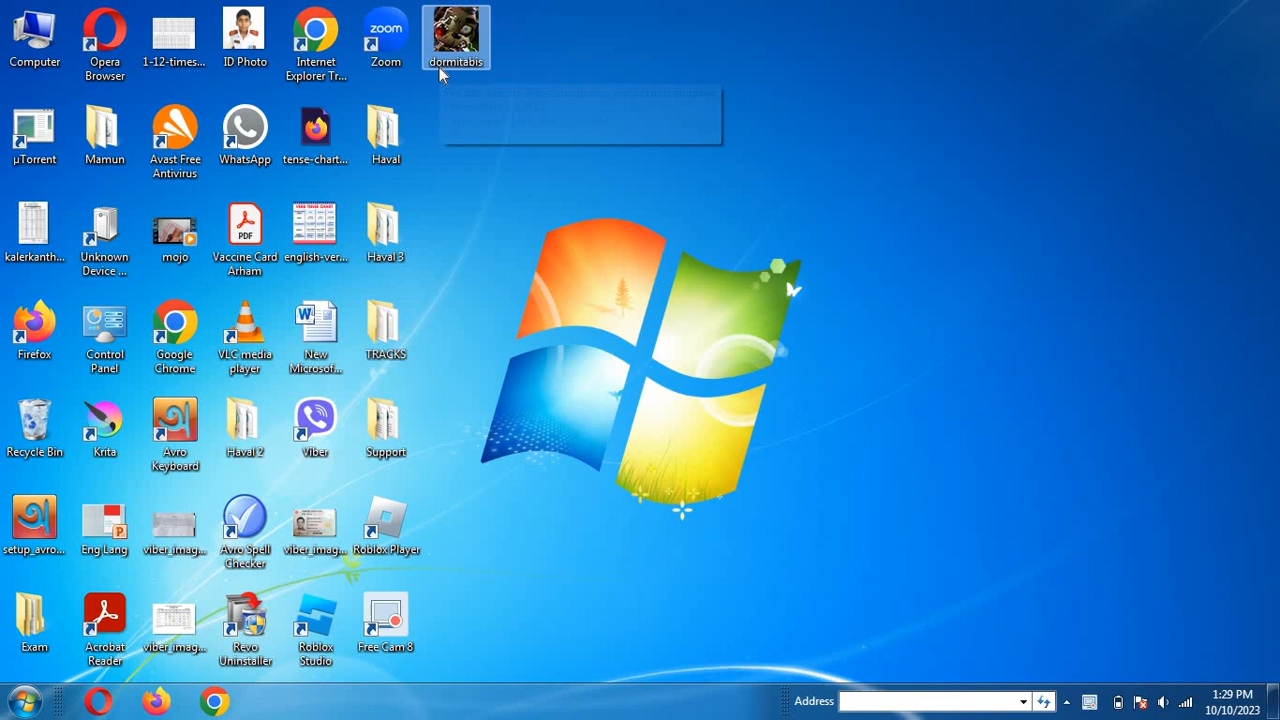 Computer
Opera
Browser
1-12-times...
ID Photo
Internet
Explorer Tr...
zoom
Zoom
dormitabis
µTorrent
Mamun
Avast Free
Antivirus
WhatsApp
tense-chart...
Haval
kalerkanth...
Unknown
Device ...
mojo
PDF
Vaccine Card
Arham
english-ver...
Haval 3
Firefox
Control
Panel
Google
Chrome
VLC media
player
W
New
Microsof...
TRACKS
Recycle Bin
Krita
অ
Avro
Keyboard
Haval 2
Viber
Support
অ
setup_avro...
Eng Lang
viber_imag...
Avro Spell
Checker
viber_imag...
Roblox Player
Exam
Acrobat
Reader
viber_imag...
Revo
Uninstaller
Roblox
Studio
Free Cam 8
Address
1:29 PM
10/10/2023